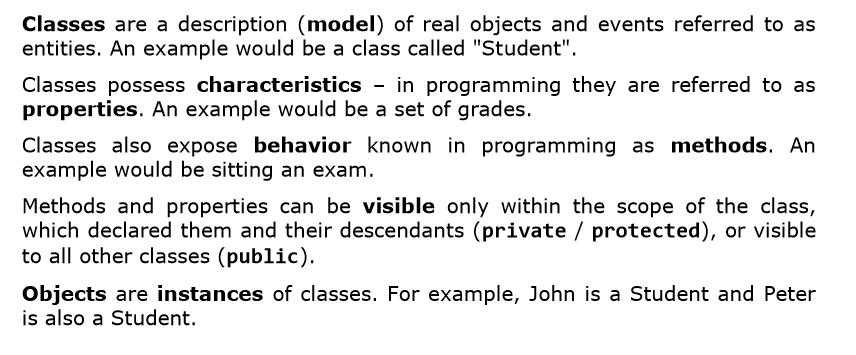 Classes are a description (model) of real objects and events referred to as
entities. An example would be a class called "Student".
Classes possess characteristics – in programming they are referred to as
properties. An example would be a set of grades.
Classes also expose behavior known in programming as methods. An
example would be sitting an exam.
Methods and properties can be visible only within the scope of the class,
which declared them and their descendants (private / protected), or visible
to all other classes (public).
Objects are instances of classes. For example, John is a Student and Peter
is also a Student.